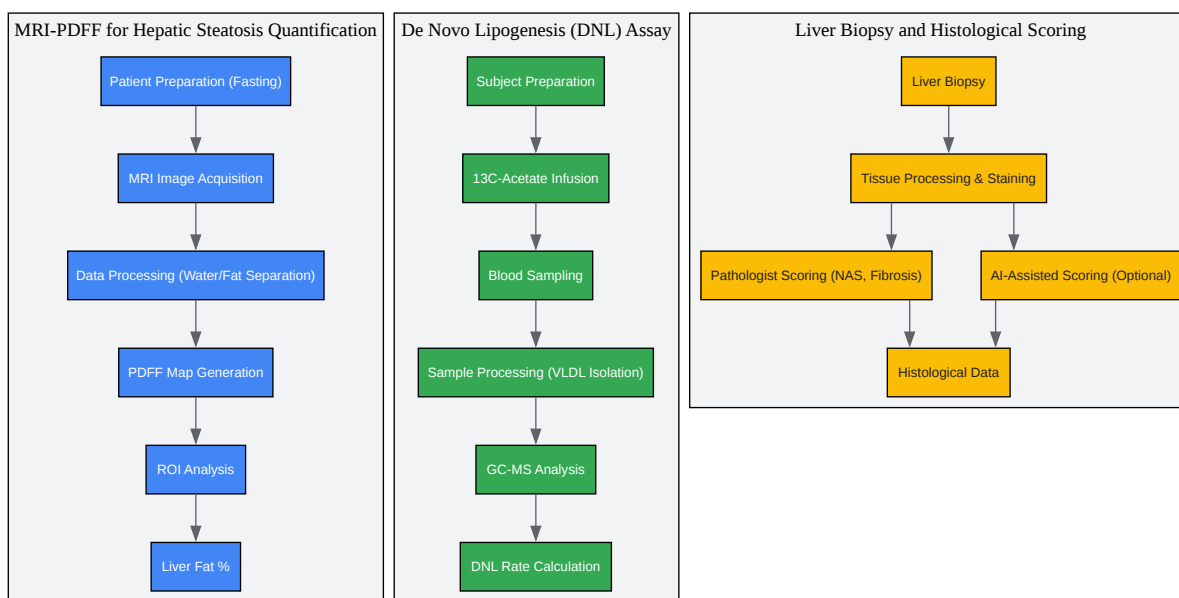 MRI-PDFF for Hepatic Steatosis Quantification
Patient Preparation (Fasting)
MRI Image Acquisition
Data Processing (Water/Fat Separation)
PDFF Map Generation
ROI Analysis
Liver Fat %
De Novo Lipogenesis (DNL) Assay
Subject Preparation
13C-Acetate Infusion
Blood Sampling
Sample Processing (VLDL Isolation)
GC-MS Analysis
DNL Rate Calculation
Liver Biopsy and Histological Scoring
Liver Biopsy
Tissue Processing & Staining
Pathologist Scoring (NAS, Fibrosis)
AI-Assisted Scoring (Optional)
Histological Data